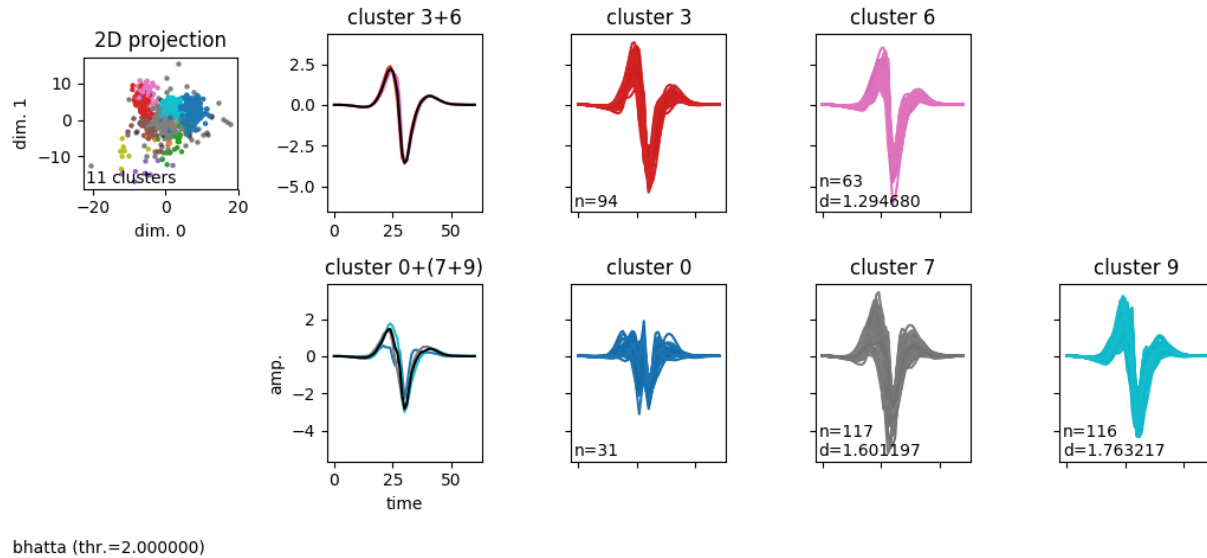 2D projection
dim. 1
10
0
−10
11 clusters
−20
0
20
dim. 0
cluster 3+6
2.5
0.0
−2.5
−5.0
0
25
50
cluster 3
n=94
cluster 6
n=63
d=1.294680
cluster 0+(7+9)
amp.
2
0
−2
−4
0
25
50
time
cluster 0
n=31
cluster 7
n=117
d=1.601197
cluster 9
n=116
d=1.763217
bhatta (thr.=2.000000)